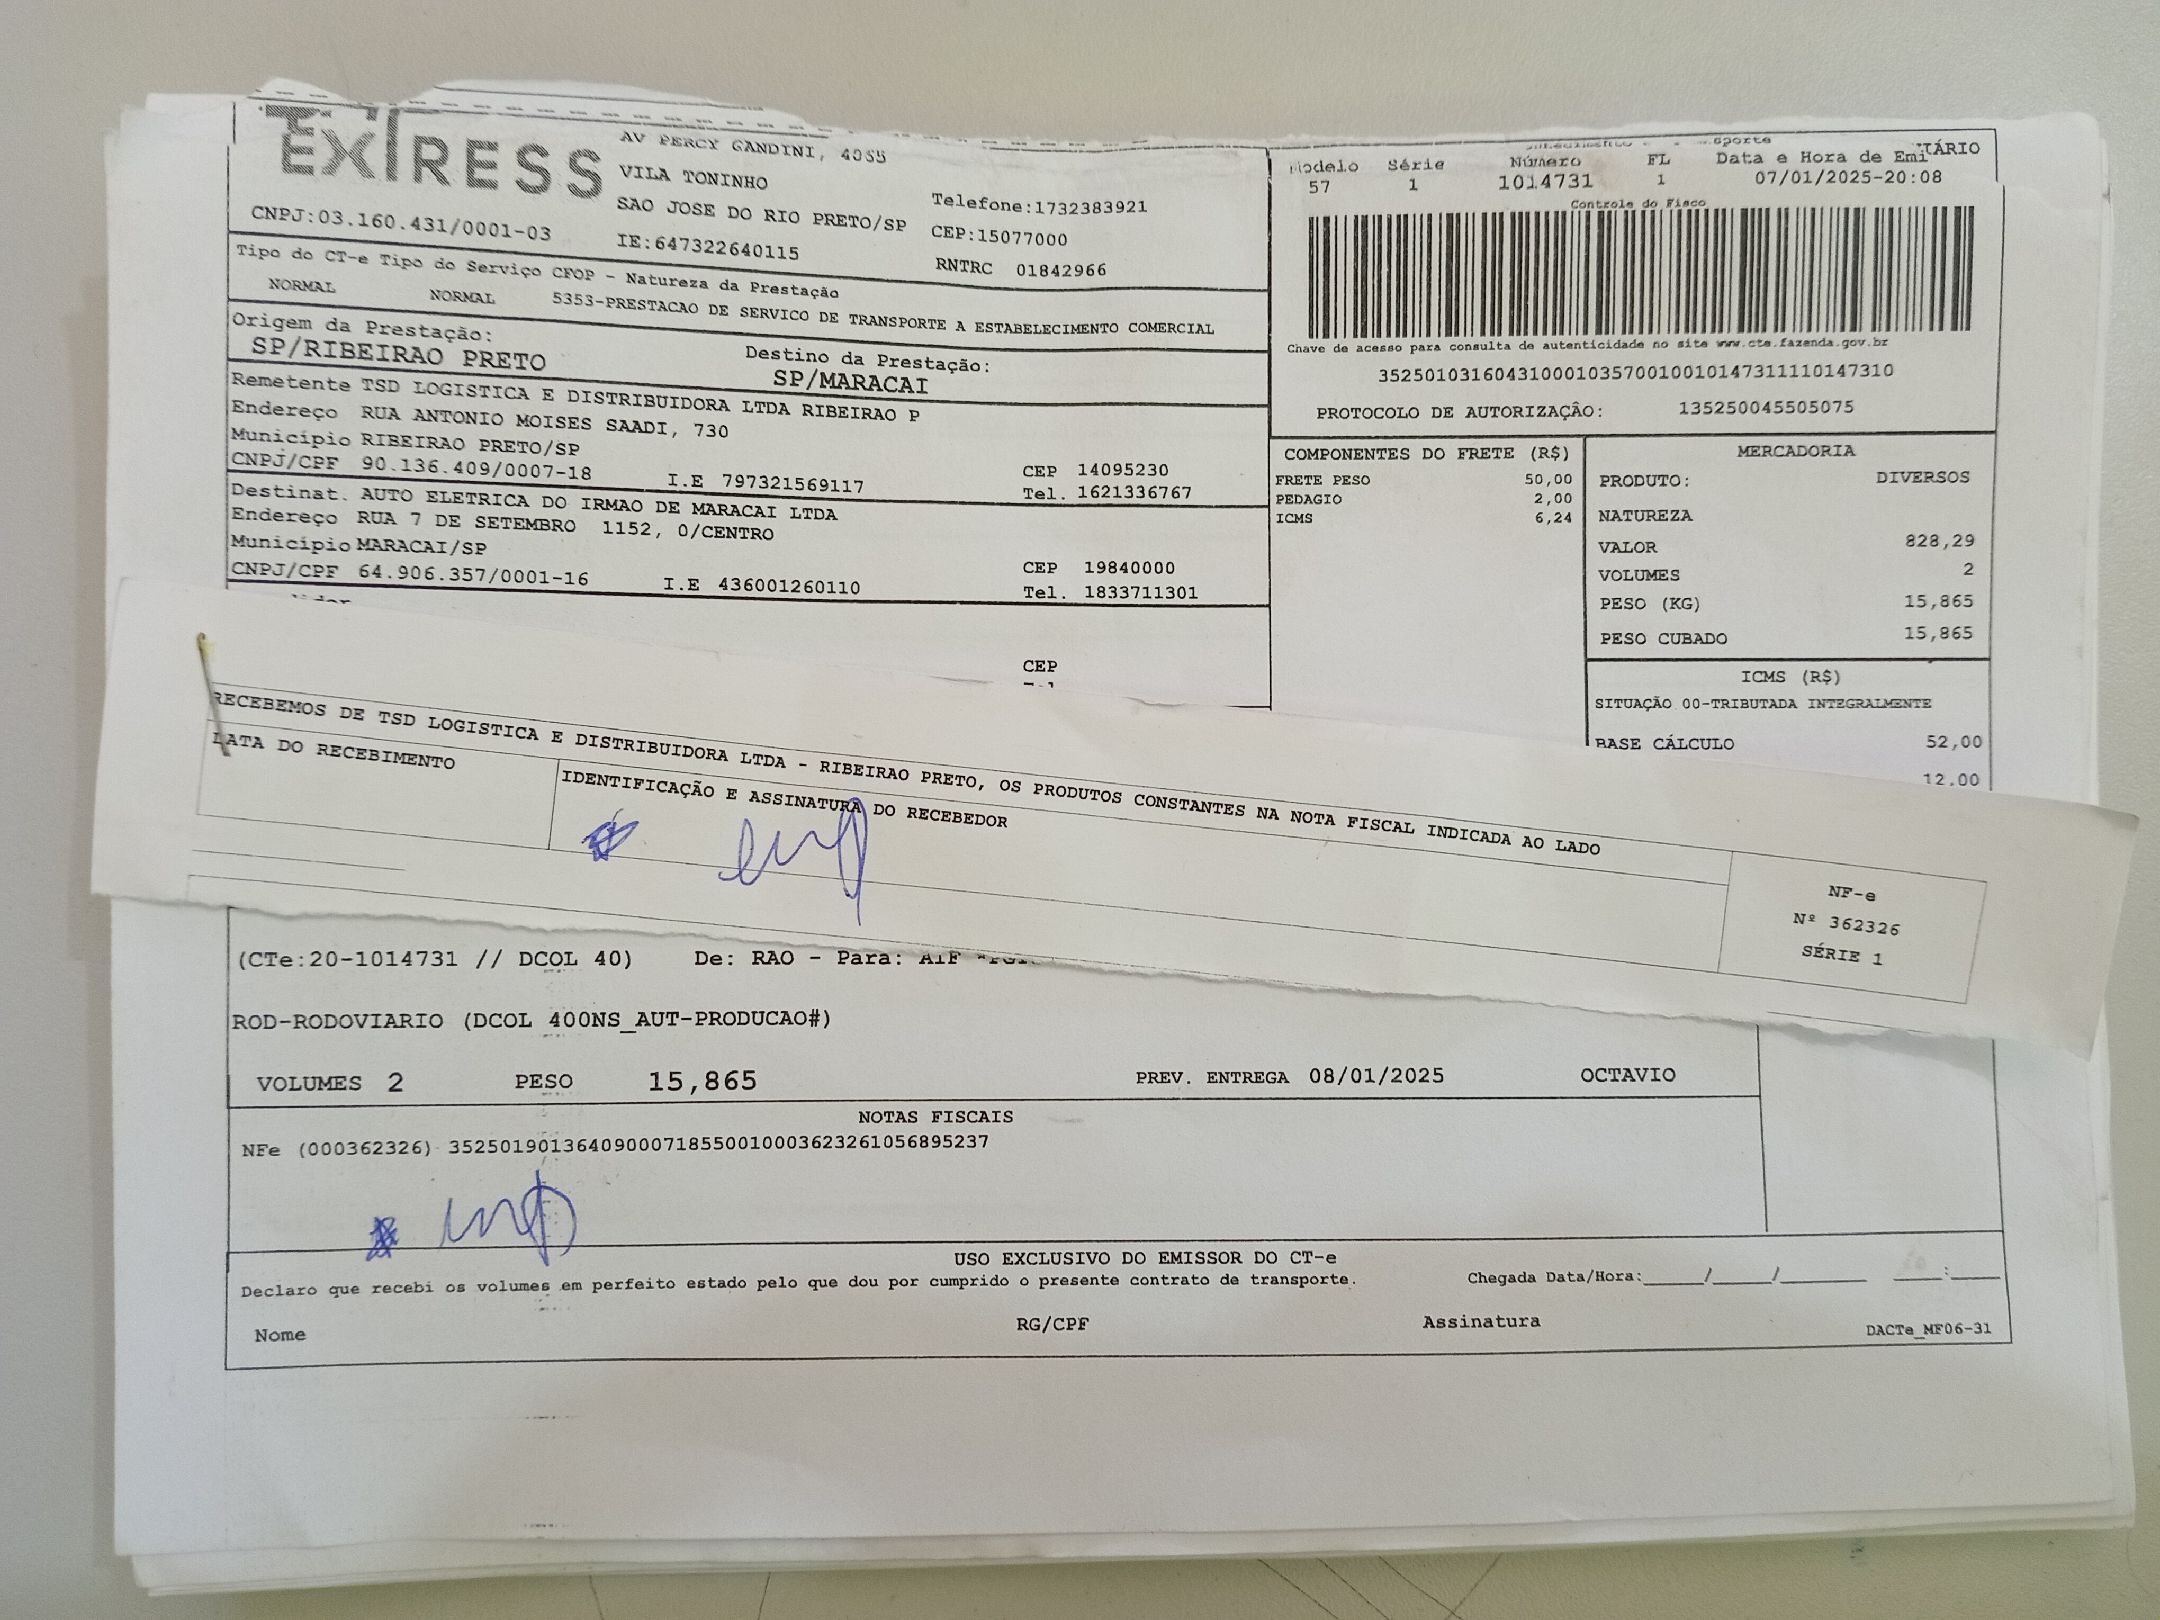 EXTRESS
AV PERCY GANDINI, 4055
VILA TONINHO
SAO JOSE DO RIO PRETO/SP
Telefone:1732383921
CEP:15077000
CNPJ:03.160.431/0001-03
IE:647322640115
RNTRC 01842966
Tipo do CT-e Tipo do Serviço CFOP - Natureza da Prestação
NORMAL NORMAL 5353-PRESTACAO DE SERVICO DE TRANSPORTE A ESTABELECIMENTO COMERCIAL
Origem da Prestação:
SP/RIBEIRAO PRETO
Destino da Prestação:
SP/MARACAI
Remetente TSD LOGISTICA E DISTRIBUIDORA LTDA RIBEIRAO P
Endereço RUA ANTONIO MOISES SAADI, 730
Município RIBEIRAO PRETO/SP
CEP 14095230
CNPJ/CPF 90.136.409/0007-18 I.E 797321569117 Tel. 1621336767
Destinat. AUTO ELETRICA DO IRMAO DE MARACAI LTDA
Endereço RUA 7 DE SETEMBRO 1152, 0/CENTRO
Município MARACAI/SP
CEP 19840000
CNPJ/CPF 64.906.357/0001-16 I.E 436001260110 Tel. 1833711301
CEP
Modelo Série Número FL Data e Hora de Emi
57 1 1014731 1 07/01/2025-20:08
Controle do Fisco
Chave de acesso para consulta de autenticidade no site www.cte.fazenda.gov.br
35250103160431000103570010010147311110147310
PROTOCOLO DE AUTORIZAÇÃO: 135250045505075
COMPONENTES DO FRETE (R$)
FRETE PESO 50,00
PEDAGIO 2,00
ICMS 6,24
MERCADORIA
PRODUTO: DIVERSOS
NATUREZA
VALOR 828,29
VOLUMES 2
PESO (KG) 15,865
PESO CUBADO 15,865
ICMS (R$)
SITUAÇÃO 00-TRIBUTADA INTEGRALMENTE
BASE CÁLCULO 52,00
12,00
RECEBEMOS DE TSD LOGISTICA E DISTRIBUIDORA LTDA - RIBEIRAO PRETO, OS PRODUTOS CONSTANTES NA NOTA FISCAL INDICADA AO LADO
DATA DO RECEBIMENTO
IDENTIFICAÇÃO E ASSINATURA DO RECEBEDOR
NF-e
Nº 362326
SÉRIE 1
(CTe:20-1014731 // DCOL 40) De: RAO - Para:
ROD-RODOVIARIO (DCOL 400NS_AUT-PRODUCAO#)
VOLUMES 2 PESO 15,865 PREV. ENTREGA 08/01/2025 OCTAVIO
NOTAS FISCAIS
NFe (000362326) 35250190136409000718550010003623261056895237
USO EXCLUSIVO DO EMISSOR DO CT-e
Declaro que recebi os volumes em perfeito estado pelo que dou por cumprido o presente contrato de transporte. Chegada Data/Hora:____/____/______ ___:___
Nome RG/CPF Assinatura DACTe_MF06-31